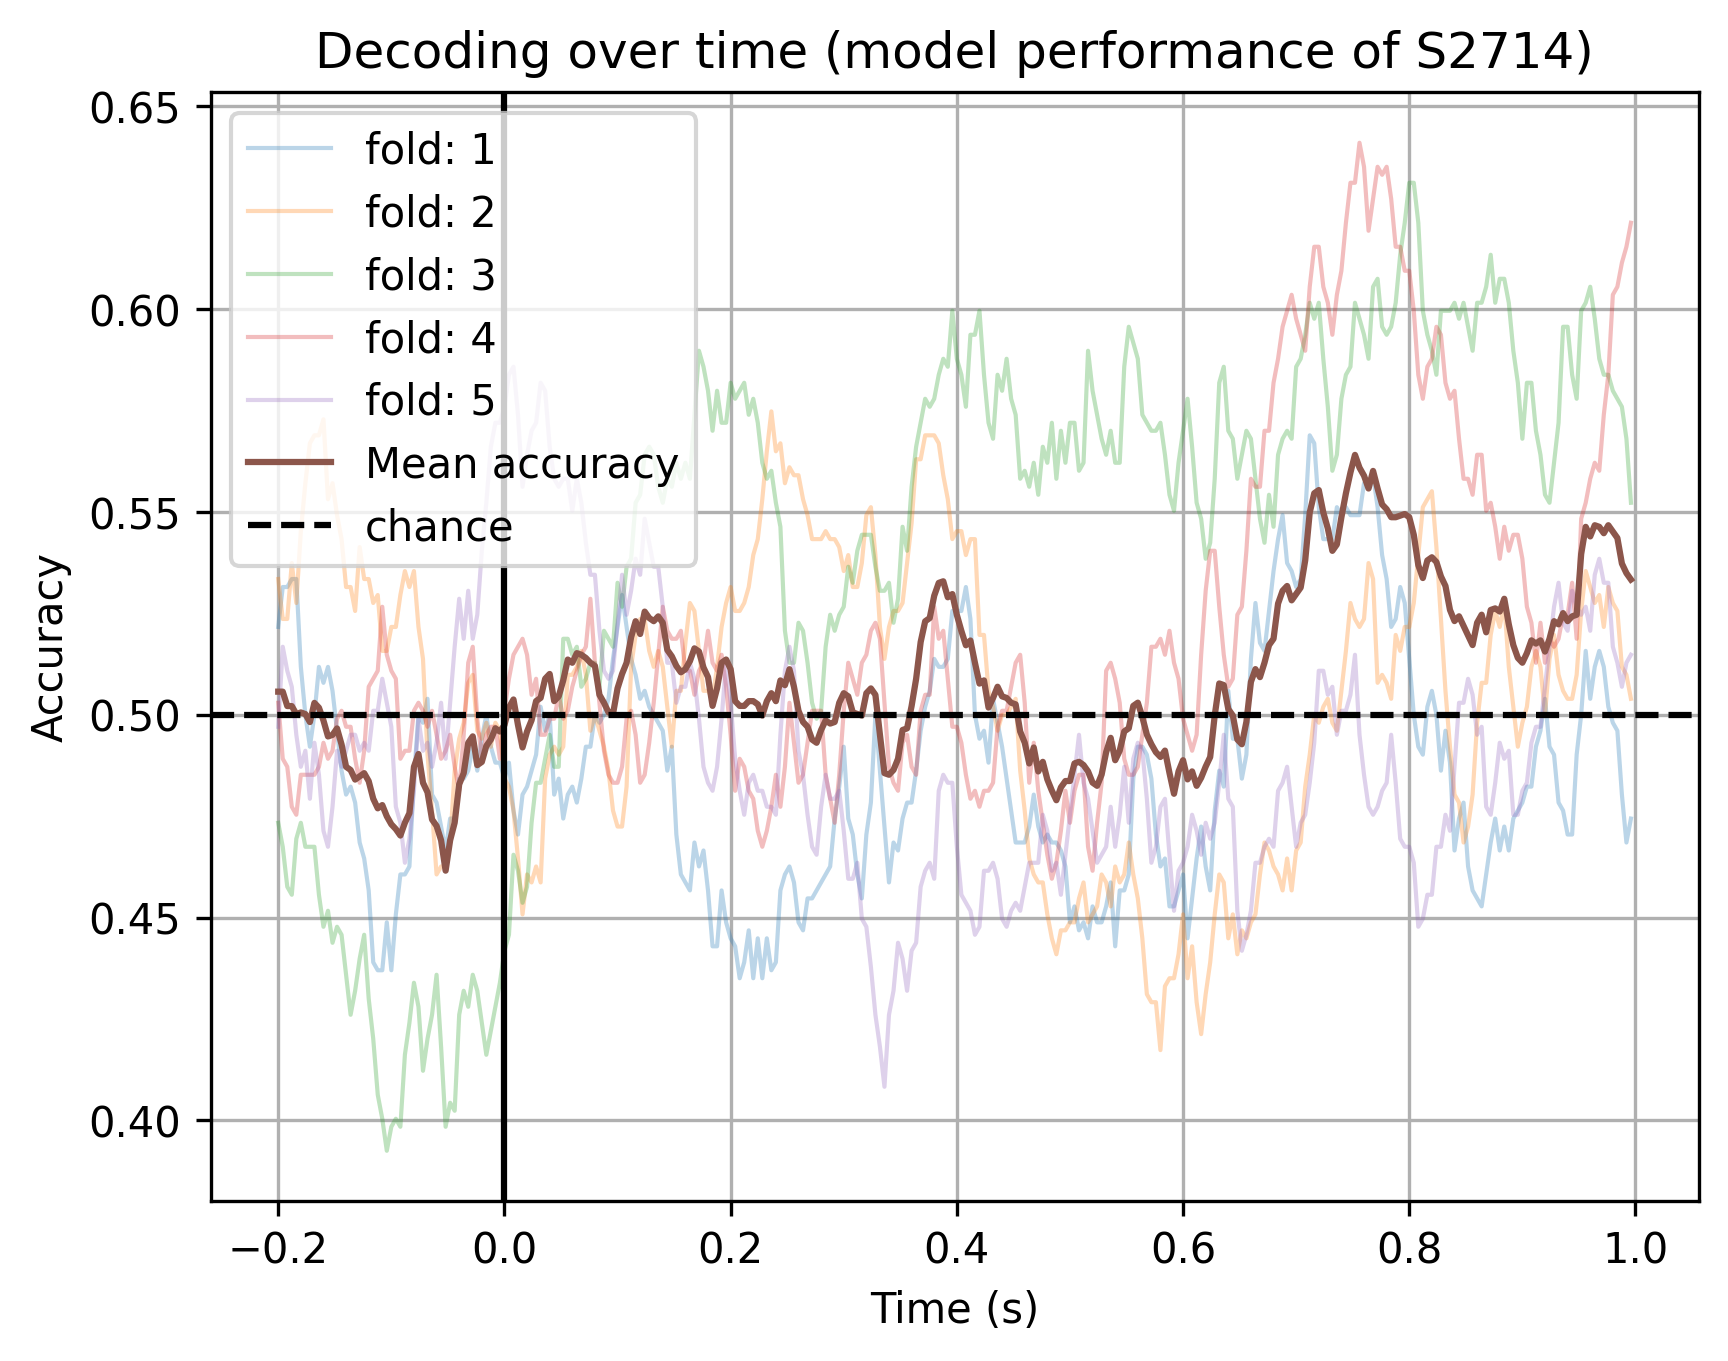 Decoding over time (model performance of S2714)
0.65
0.60
0.55
0.50
0.45
0.40
Accuracy
fold: 1
fold: 2
fold: 3
fold: 4
fold: 5
Mean accuracy
chance
−0.2 0.0 0.2 0.4 0.6 0.8 1.0
Time (s)